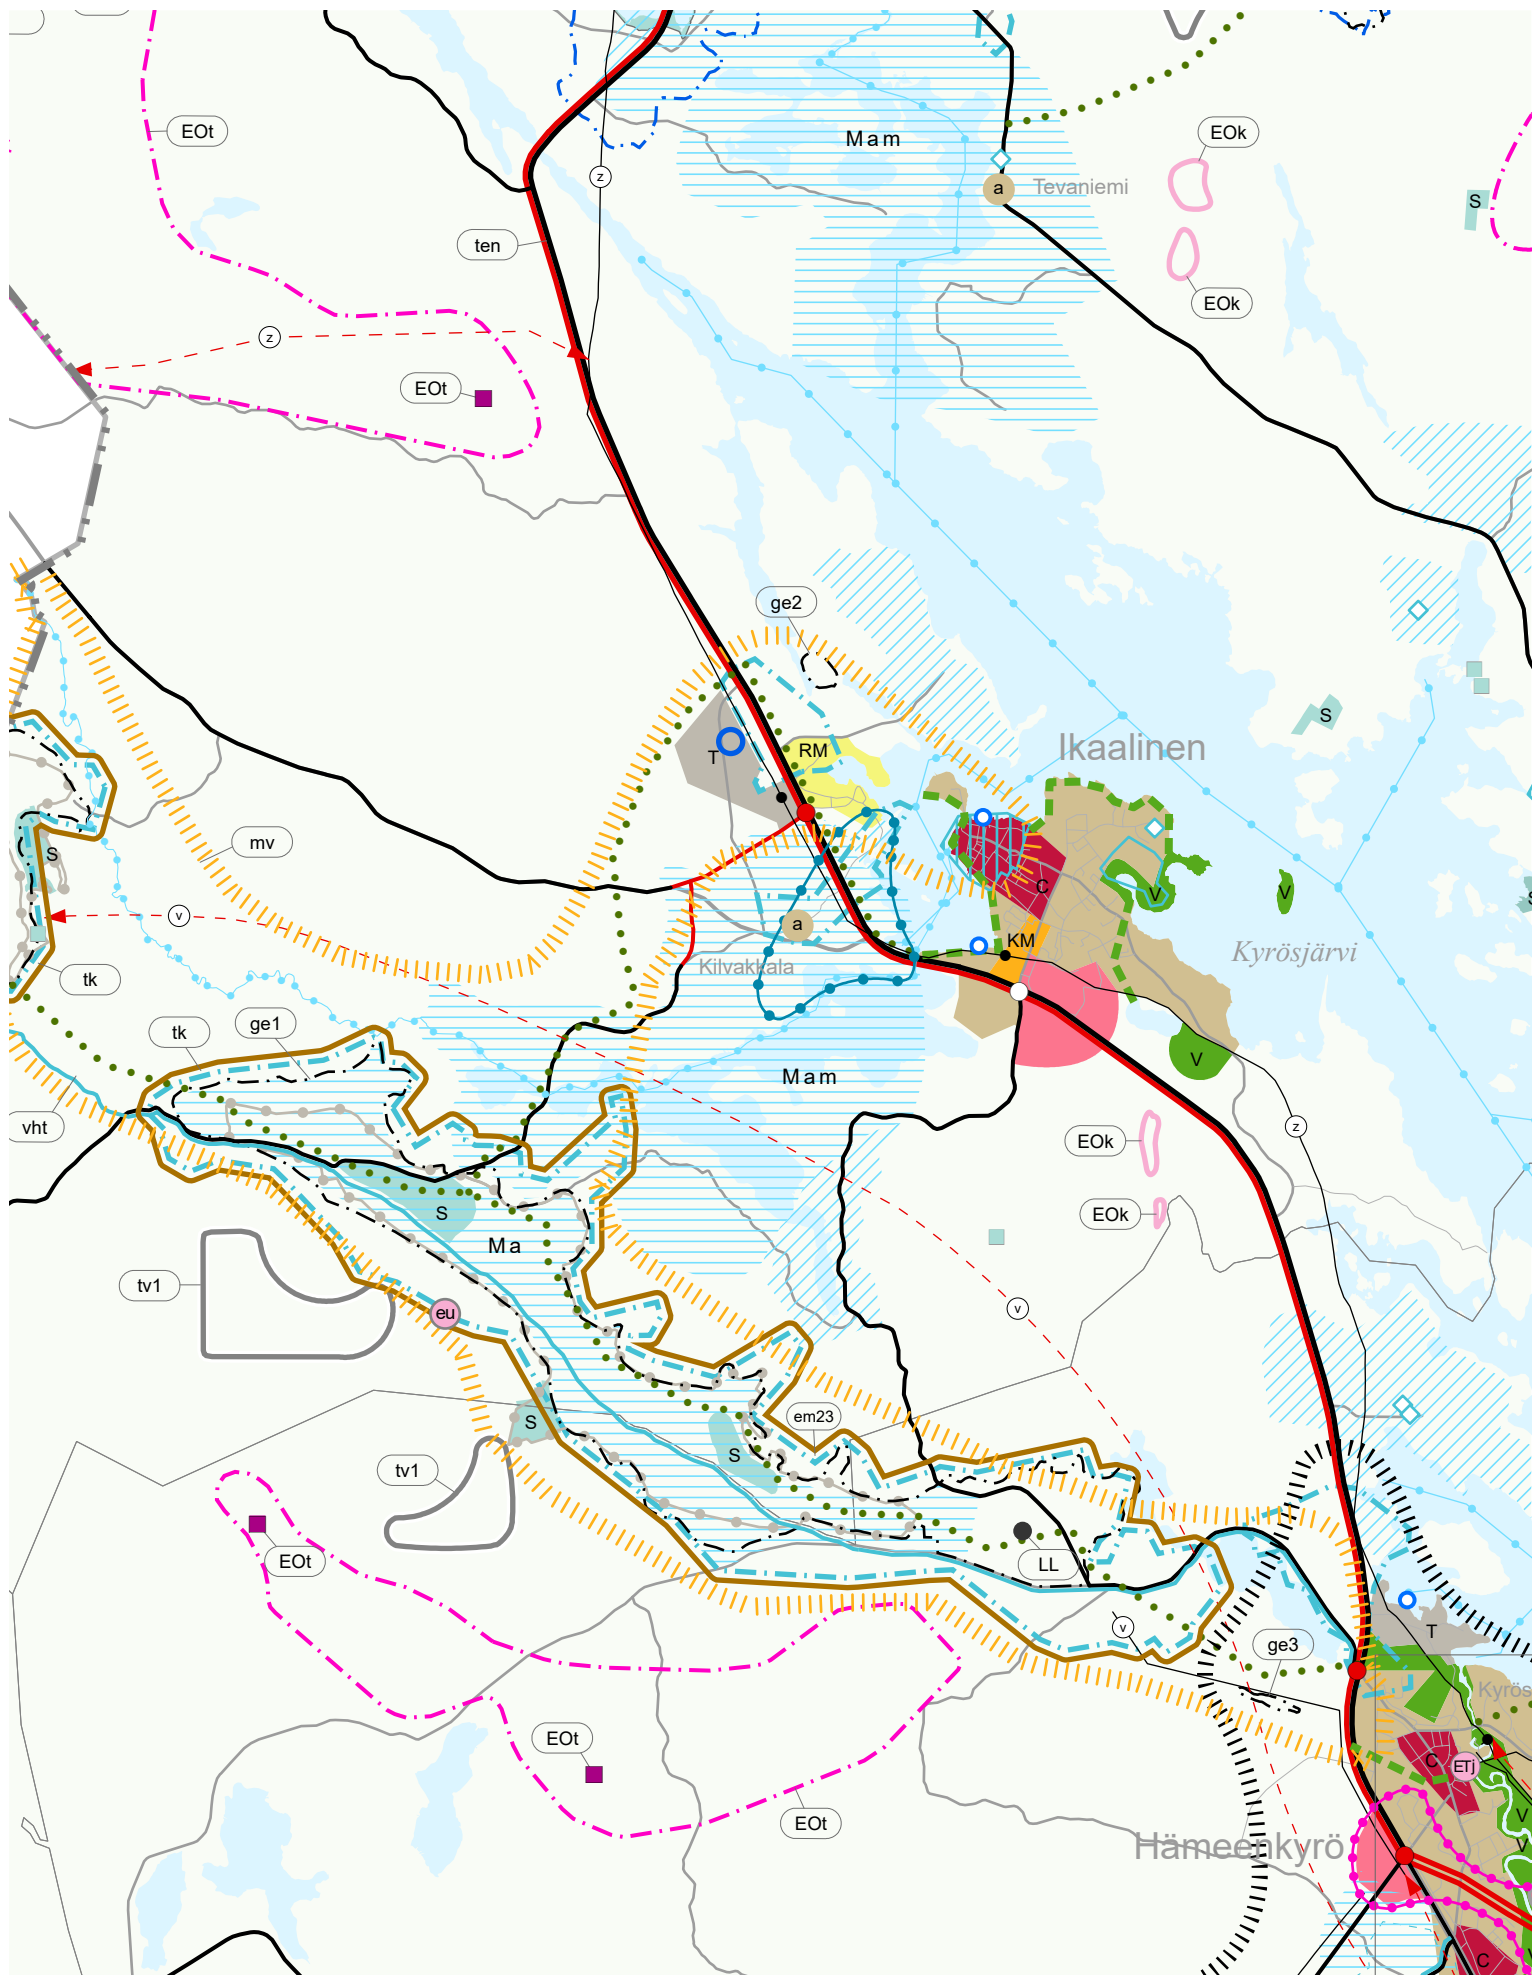 EOt
Mam
EOk
z
a
Tevaniemi
S
ten
EOk
z
EOt
ge2
S
Ikaalinen
RM
T
mv
S
C
V
V
v
a
KM
Kyrösjärvi
tk
Kilvakkala
tk
ge1
V
Mam
vht
z
EOk
EOk
S
Ma
tv1
eu
v
em23
S
S
tv1
EOt
LL
v
T
ge3
EOt
C
ETj
EOt
V
V
Hämeenkyrö
C